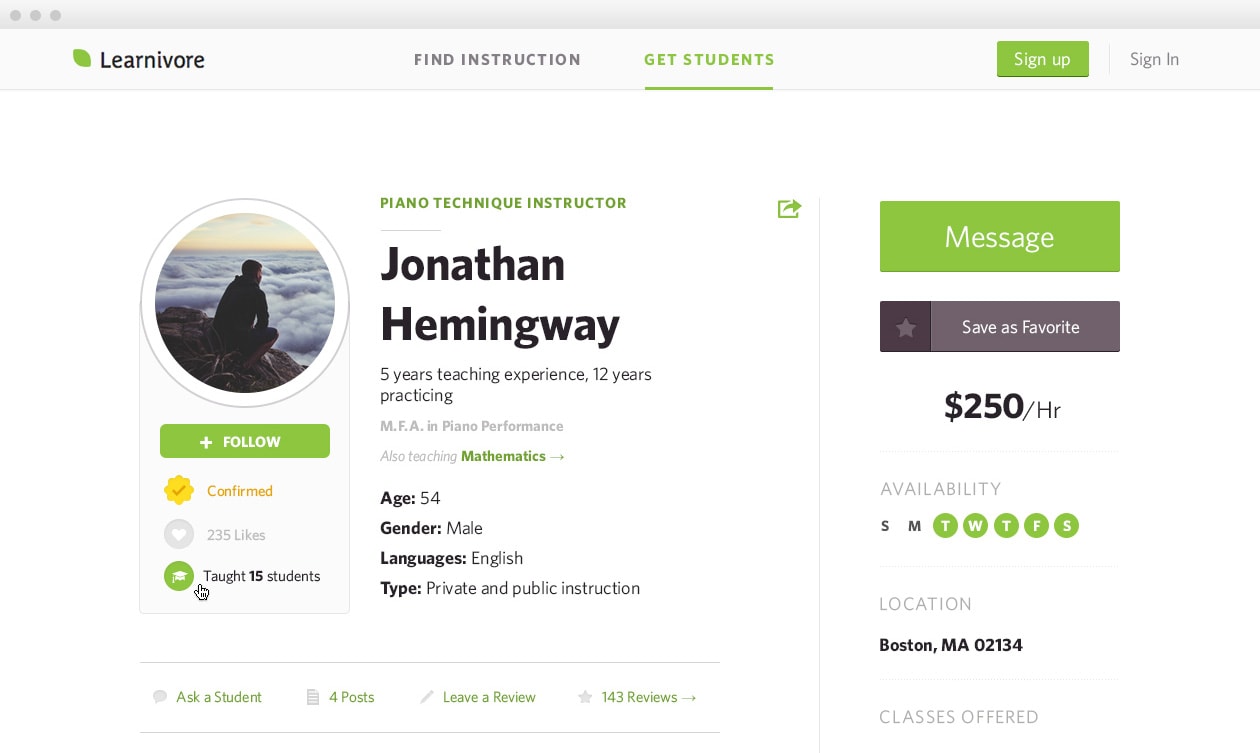 Learnivore
FIND INSTRUCTION
GET STUDENTS
Sign up
Sign In
FOLLOW
Confirmed
235 Likes
Taught 15 students
PIANO TECHNIQUE INSTRUCTOR
Jonathan
Hemingway
5 years teaching experience, 12 years
practicing
M.F.A. in Piano Performance
Also teaching Mathematics →
Age: 54
Gender: Male
Languages: English
Type: Private and public instruction
Ask a Student
4 Posts
Leave a Review
143 Reviews →
Message
Save as Favorite
$250/Hr
AVAILABILITY
S M T W T F S
LOCATION
Boston, MA 02134
CLASSES OFFERED